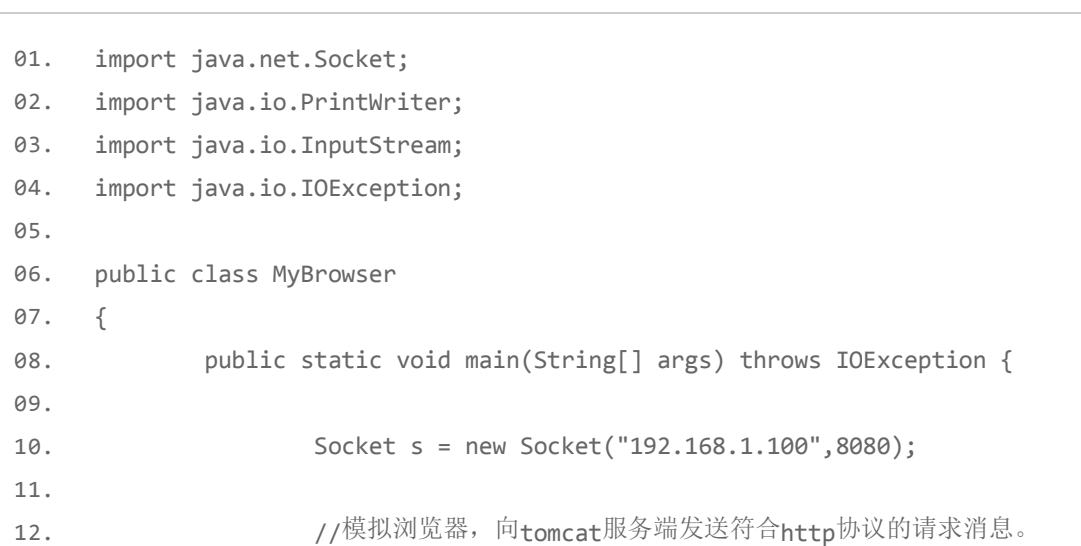 01. import java.net.Socket;
02. import java.io.PrintWriter;
03. import java.io.InputStream;
04. import java.io.IOException;
05.
06. public class MyBrowser
07. {
08. public static void main(String[] args) throws IOException {
09.
10. Socket s = new Socket("192.168.1.100",8080);
11.
12. //模拟浏览器，向tomcat服务端发送符合http协议的请求消息。